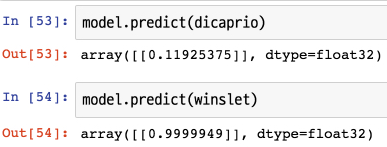 In [53]: model.predict(dicaprio)
Out[53]: array([[0.11925375]], dtype=float32)
In [54]: model.predict(winslet)
Out[54]: array([[0.9999949]], dtype=float32)